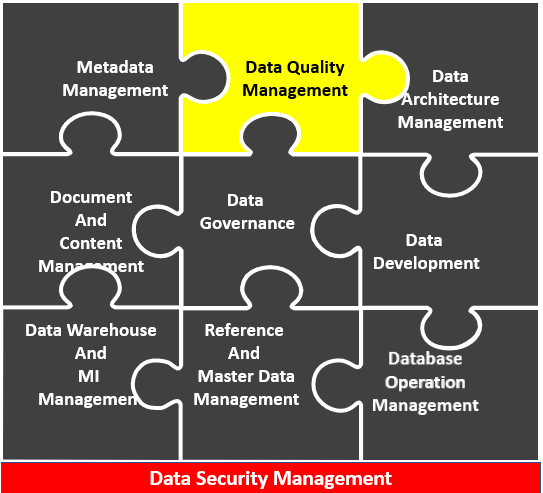 Metadata
Management
Data Quality
Management
Data
Architecture
Management
Document
And
Content
Management
Data
Governance
Data
Development
Data Warehouse
And
MI
Management
Reference
And
Master Data
Management
Database
Operation
Management
Data Security Management